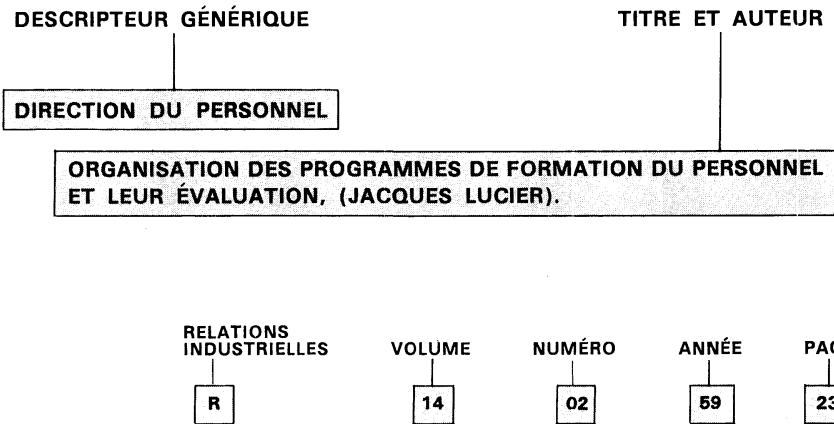 DESCRIPTEUR GÉNÉRIQUE TITRE ET AUTEUR
DIRECTION DU PERSONNEL
ORGANISATION DES PROGRAMMES DE FORMATION DU PERSONNEL
ET LEUR ÉVALUATION, (JACQUES LUCIER).
RELATIONS
INDUSTRIELLES VOLUME NUMÉRO ANNÉE
R 14 02 59